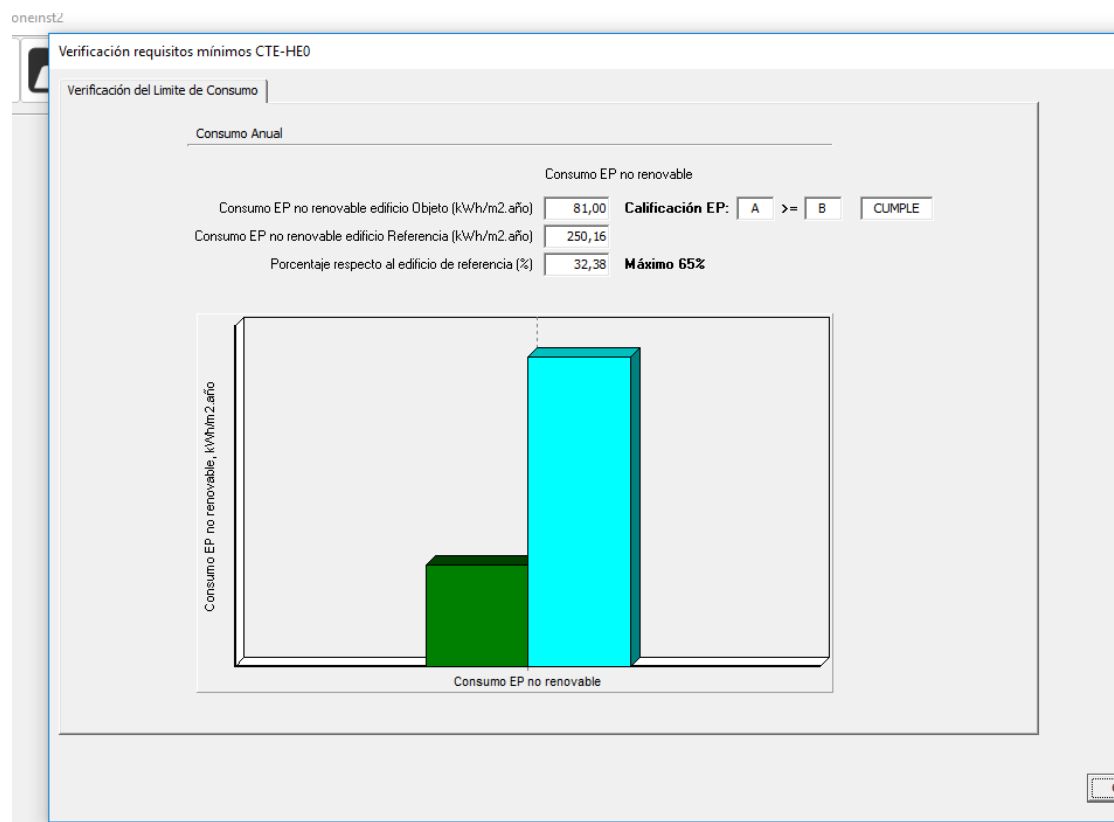 oneinst2
Verificación requisitos mínimos CTE-HE0
Verificación del Limite de Consumo
Consumo Anual
Consumo EP no renovable
Consumo EP no renovable edificio Objeto (kWh/m2.año) 81,00 Calificación EP: A >= B CUMPLE
Consumo EP no renovable edificio Referencia (kWh/m2.año) 250,16
Porcentaje respecto al edificio de referencia (%) 32,38 Máximo 65%
Consumo EP no renovable, kWh/m2.año
Consumo EP no renovable